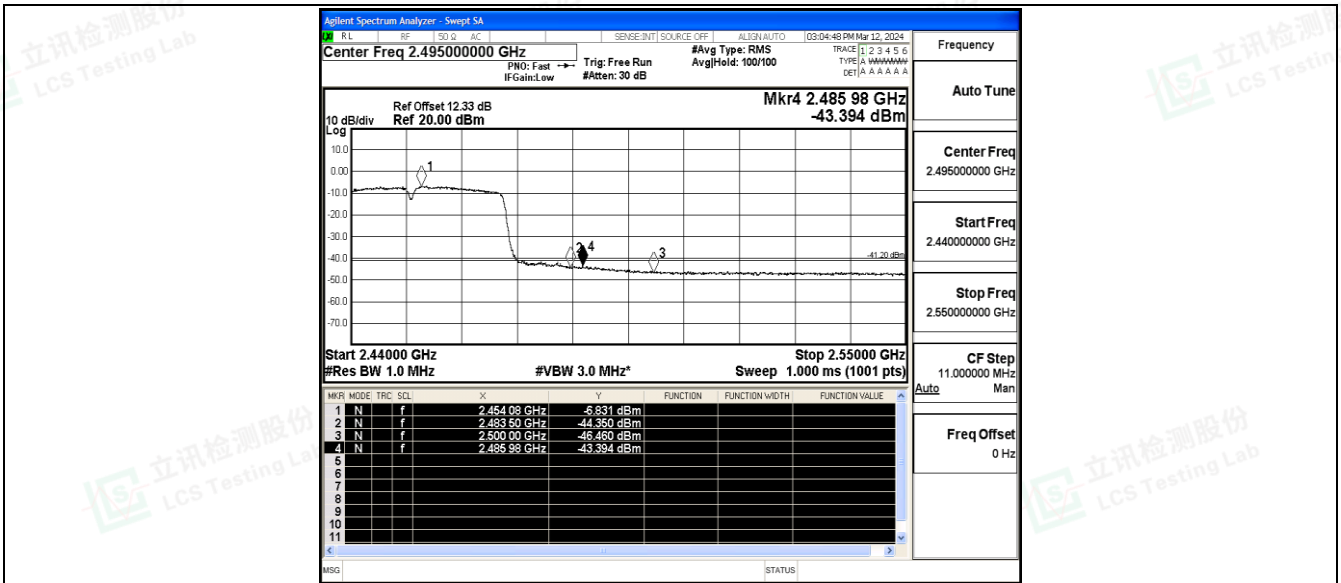 Agilent Spectrum Analyzer - Swept SA
RL RF 50 Ω AC SENSE:INT SOURCE OFF ALIGN AUTO 03:04:48 PM Mar 12, 2024
Center Freq 2.495000000 GHz
PNO: Fast
IFGain:Low
Trig: Free Run
#Atten: 30 dB
#Avg Type: RMS
Avg|Hold: 100/100
TRACE 1 2 3 4 5 6
TYPE A WWWWWW
DET A A A A A A
Frequency
Auto Tune
Center Freq
2.495000000 GHz
Start Freq
2.440000000 GHz
Stop Freq
2.550000000 GHz
CF Step
11.000000 MHz
Auto Man
Freq Offset
0 Hz
Mkr4 2.485 98 GHz
-43.394 dBm
Ref Offset 12.33 dB
10 dB/div Ref 20.00 dBm
Log
10.0
0.00
-10.0
-20.0
-30.0
-40.0
-50.0
-60.0
-70.0
1
2 4
3
-41.20 dBm
Start 2.44000 GHz Stop 2.55000 GHz
#Res BW 1.0 MHz #VBW 3.0 MHz* Sweep 1.000 ms (1001 pts)
MKR MODE TRC SCL X Y FUNCTION FUNCTION WIDTH FUNCTION VALUE
1 N f 2.454 08 GHz -6.831 dBm
2 N f 2.483 50 GHz -44.350 dBm
3 N f 2.500 00 GHz -46.460 dBm
4 N f 2.485 98 GHz -43.394 dBm
5
6
7
8
9
10
11
MSG STATUS
立讯检测股份
LCS Testing Lab
立讯检测股份
LCS Testing
立讯检测股份
LCS Testing Lab
立讯检测股份
LCS Testing Lab